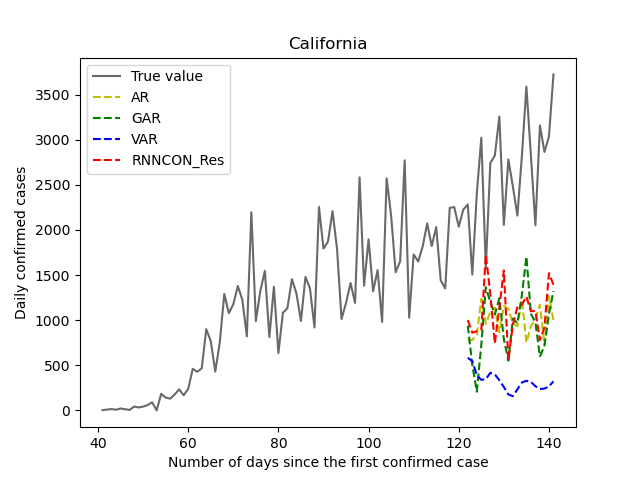 California
True value
AR
GAR
VAR
RNNCON_Res
Daily confirmed cases
3500
3000
2500
2000
1500
1000
500
0
40
60
80
100
120
140
Number of days since the first confirmed case